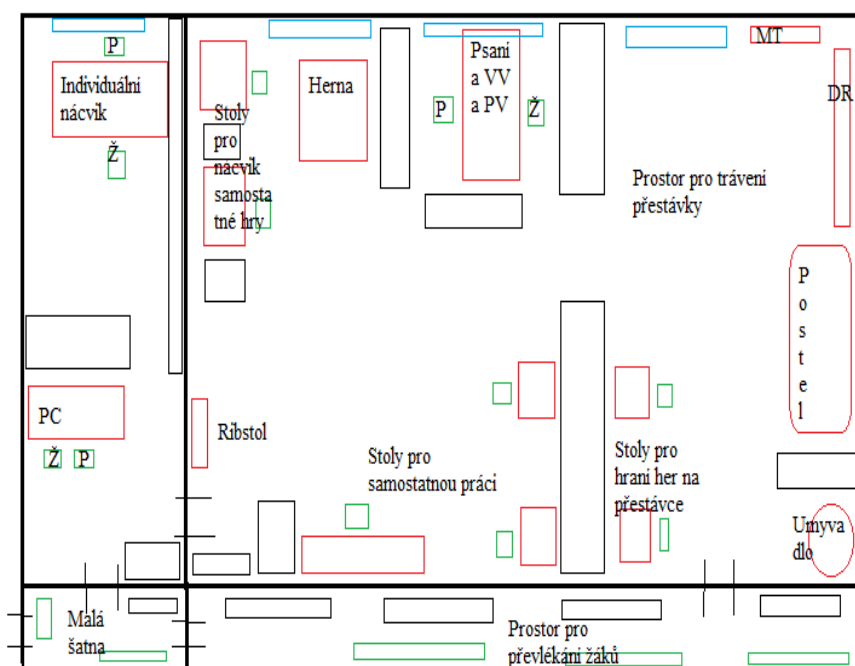 P
Individuální
nácvik
Ž
Stoly
pro
nácvik
samosta
tné hry
Herna
P
Psaní
a VV
a PV
Ž
MT
DR
Prostor pro trávení
přestávky
P
o
s
t
e
l
PC
Ž P
Ribstol
Stoly pro
samostatnou práci
Stoly pro
hraní her na
přestávce
Umyva
dlo
Malá
šatna
Prostor pro
převlékání žáků